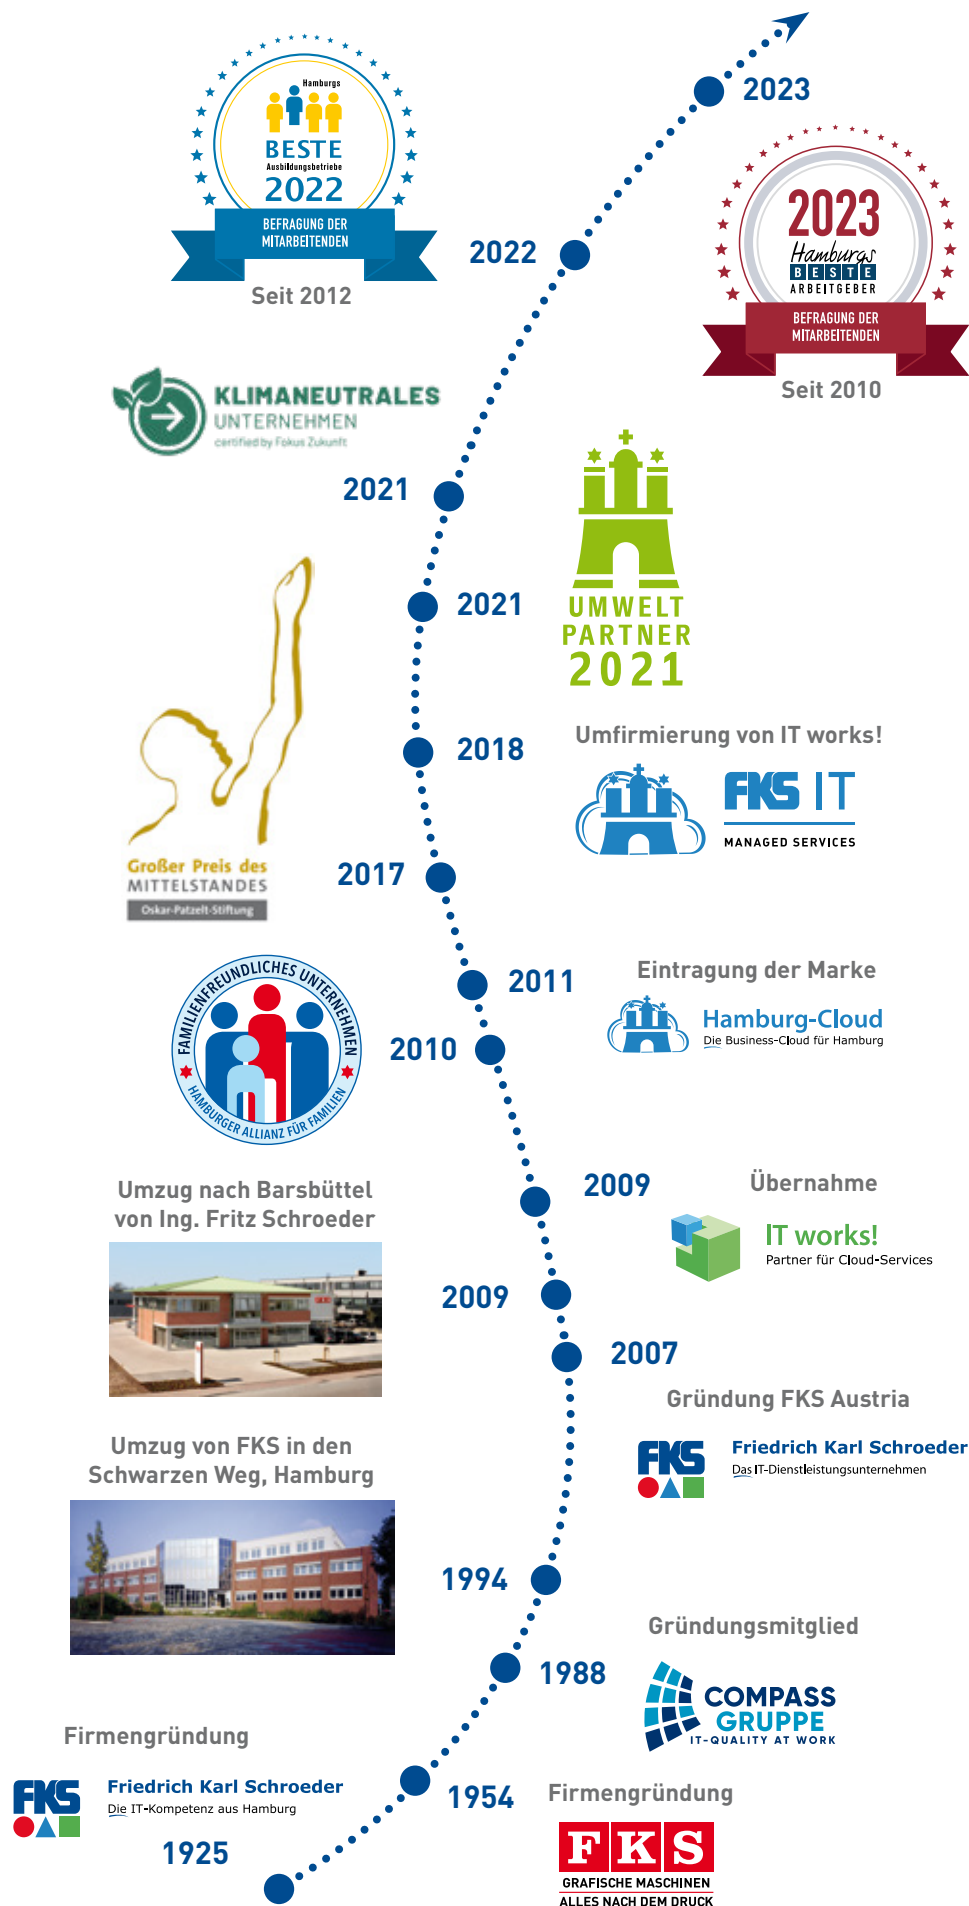 2023
Hamburgs
BESTE
Ausbildungsbetriebe
2022
BEFRAGUNG DER
MITARBEITENDEN
Seit 2012
2023
Hamburgs
BESTE
ARBEITGEBER
BEFRAGUNG DER
MITARBEITENDEN
Seit 2010
2022
KLIMANEUTRALES
UNTERNEHMEN
certified by Fokus Zukunft
2021
2021
UMWELT
PARTNER
2021
2018
Umfirmierung von IT works!
FKS IT
MANAGED SERVICES
Großer Preis des
MITTELSTANDES
Oskar-Patzelt-Stiftung
2017
2011
Eintragung der Marke
Hamburg-Cloud
Die Business-Cloud für Hamburg
FAMILIENFREUNDLICHES UNTERNEHMEN
HAMBURGER ALLIANZ FÜR FAMILIEN
2010
2009
Übernahme
IT works!
Partner für Cloud-Services
Umzug nach Barsbüttel
von Ing. Fritz Schroeder
FKS
2009
2007
Gründung FKS Austria
FKS
Friedrich Karl Schroeder
Das IT-Dienstleistungsunternehmen
Umzug von FKS in den
Schwarzen Weg, Hamburg
1994
1988
Gründungsmitglied
COMPASS
GRUPPE
IT-QUALITY AT WORK
Firmengründung
FKS
Friedrich Karl Schroeder
Die IT-Kompetenz aus Hamburg
1954
Firmengründung
FKS
GRAFISCHE MASCHINEN
ALLES NACH DEM DRUCK
1925